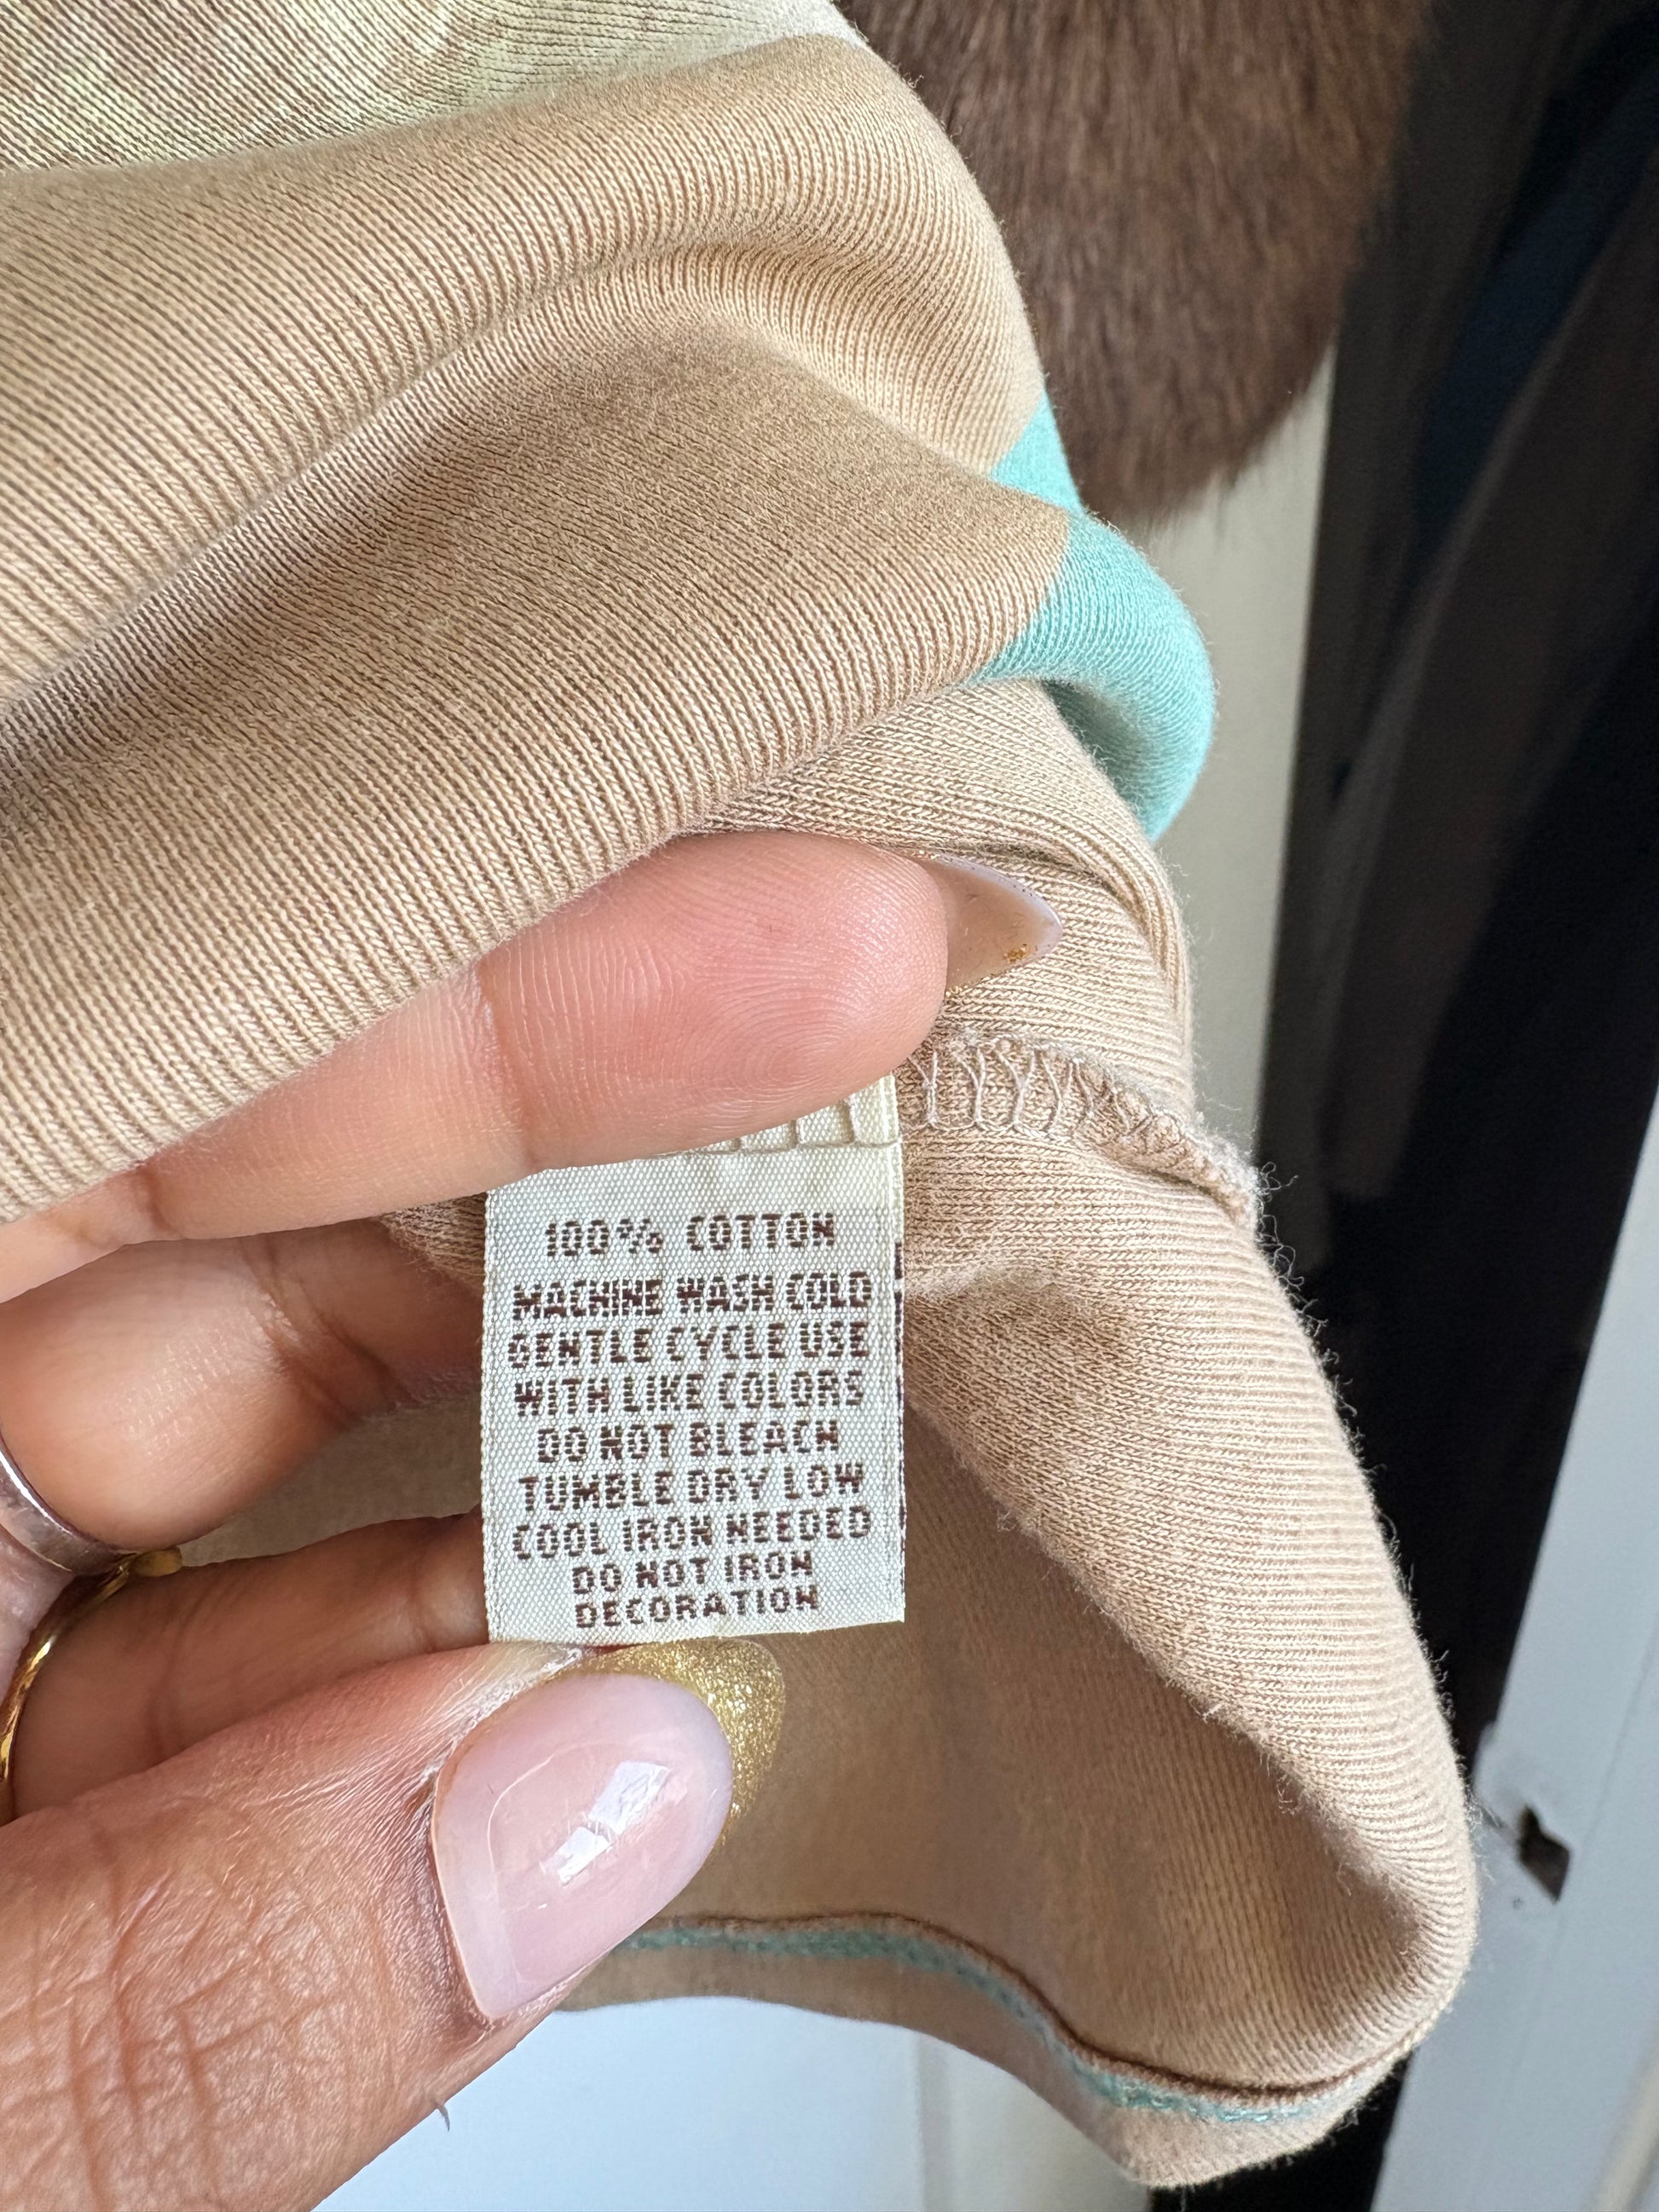 100% COTTON
MACHINE WASH COLD
GENTLE CYCLE USE
WITH LIKE COLORS
DO NOT BLEACH
TUMBLE DRY LOW
COOL IRON NEEDED
DO NOT IRON
DECORATION